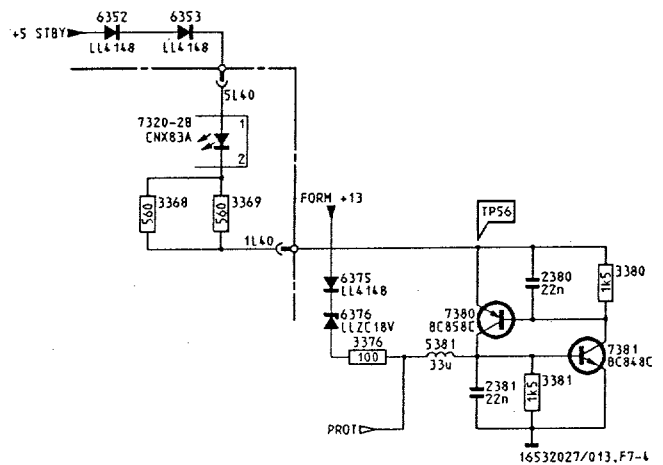 6352
6353
+5 STBY
LL4148
LL4148
5L40
7320-2B
CNX83A
1
2
560
3368
560
3369
FORM +13
1L40
TP56
6375
LL4148
6376
LLZC18V
3376
100
5381
33u
2380
22n
3380
1k5
7380
BC858C
7381
BC848C
2381
22n
3381
1k5
PROT
16532027/013.F7-4